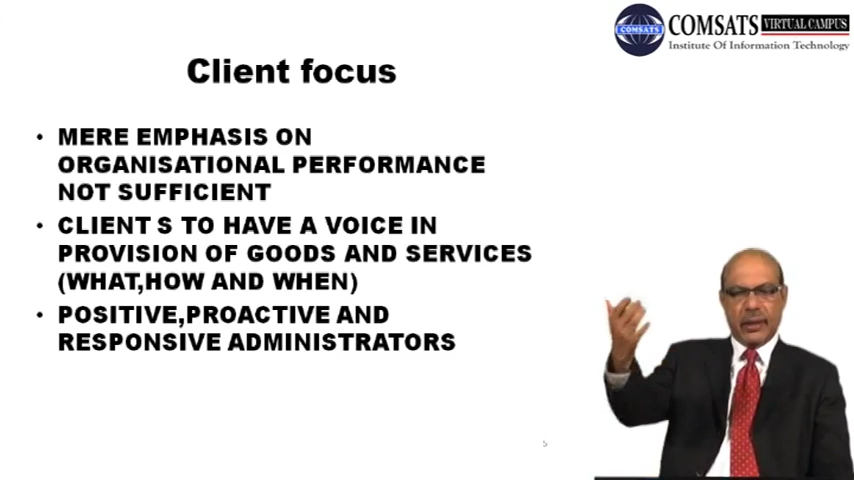 COMSATS VIRTUAL CAMPUS
COMSATS
Institute Of Information Technology
Client focus
• MERE EMPHASIS ON
ORGANISATIONAL PERFORMANCE
NOT SUFFICIENT
• CLIENT S TO HAVE A VOICE IN
PROVISION OF GOODS AND SERVICES
(WHAT,HOW AND WHEN)
• POSITIVE,PROACTIVE AND
RESPONSIVE ADMINISTRATORS